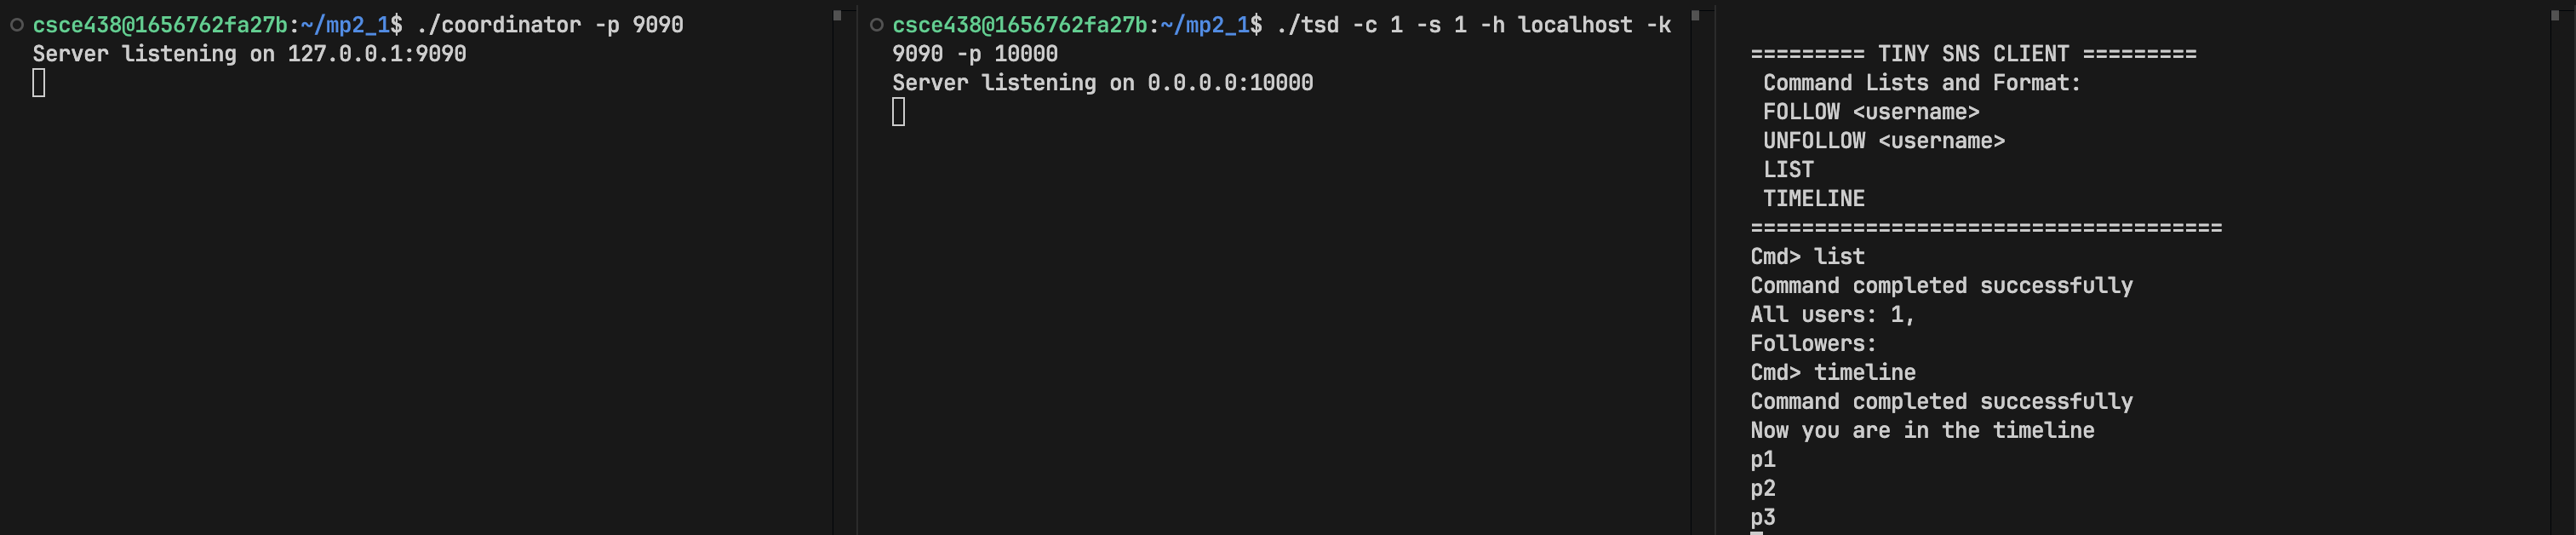 csce438@1656762fa27b:~/mp2_1$ ./coordinator -p 9090
Server listening on 127.0.0.1:9090
csce438@1656762fa27b:~/mp2_1$ ./tsd -c 1 -s 1 -h localhost -k
9090 -p 10000
Server listening on 0.0.0.0:10000
========= TINY SNS CLIENT =========
 Command Lists and Format:
 FOLLOW <username>
 UNFOLLOW <username>
 LIST
 TIMELINE
=====================================
Cmd> list
Command completed successfully
All users: 1,
Followers:
Cmd> timeline
Command completed successfully
Now you are in the timeline
p1
p2
p3